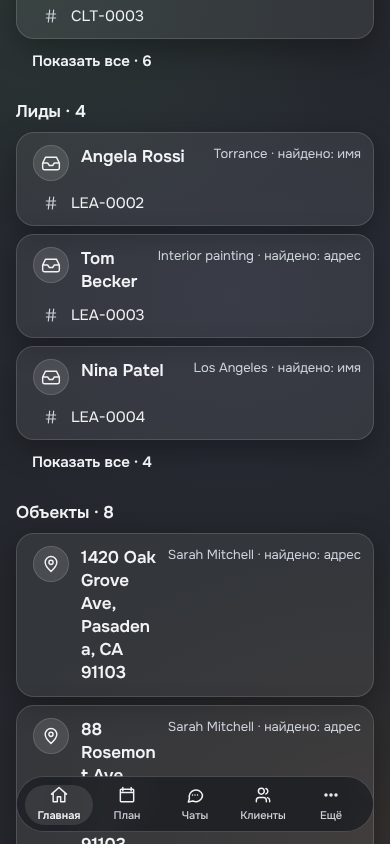 # CLT-0003
Показать все · 6
Лиды · 4
Angela Rossi
Torrance · найдено: имя
# LEA-0002
Tom
Becker
Interior painting · найдено: адрес
# LEA-0003
Nina Patel
Los Angeles · найдено: имя
# LEA-0004
Показать все · 4
Объекты · 8
1420 Oak
Grove
Ave,
Pasaden
a, CA
91103
Sarah Mitchell · найдено: адрес
88
Rosemon
t Ave
Sarah Mitchell · найдено: адрес
91103
Главная
План
Чаты
Клиенты
Ещё